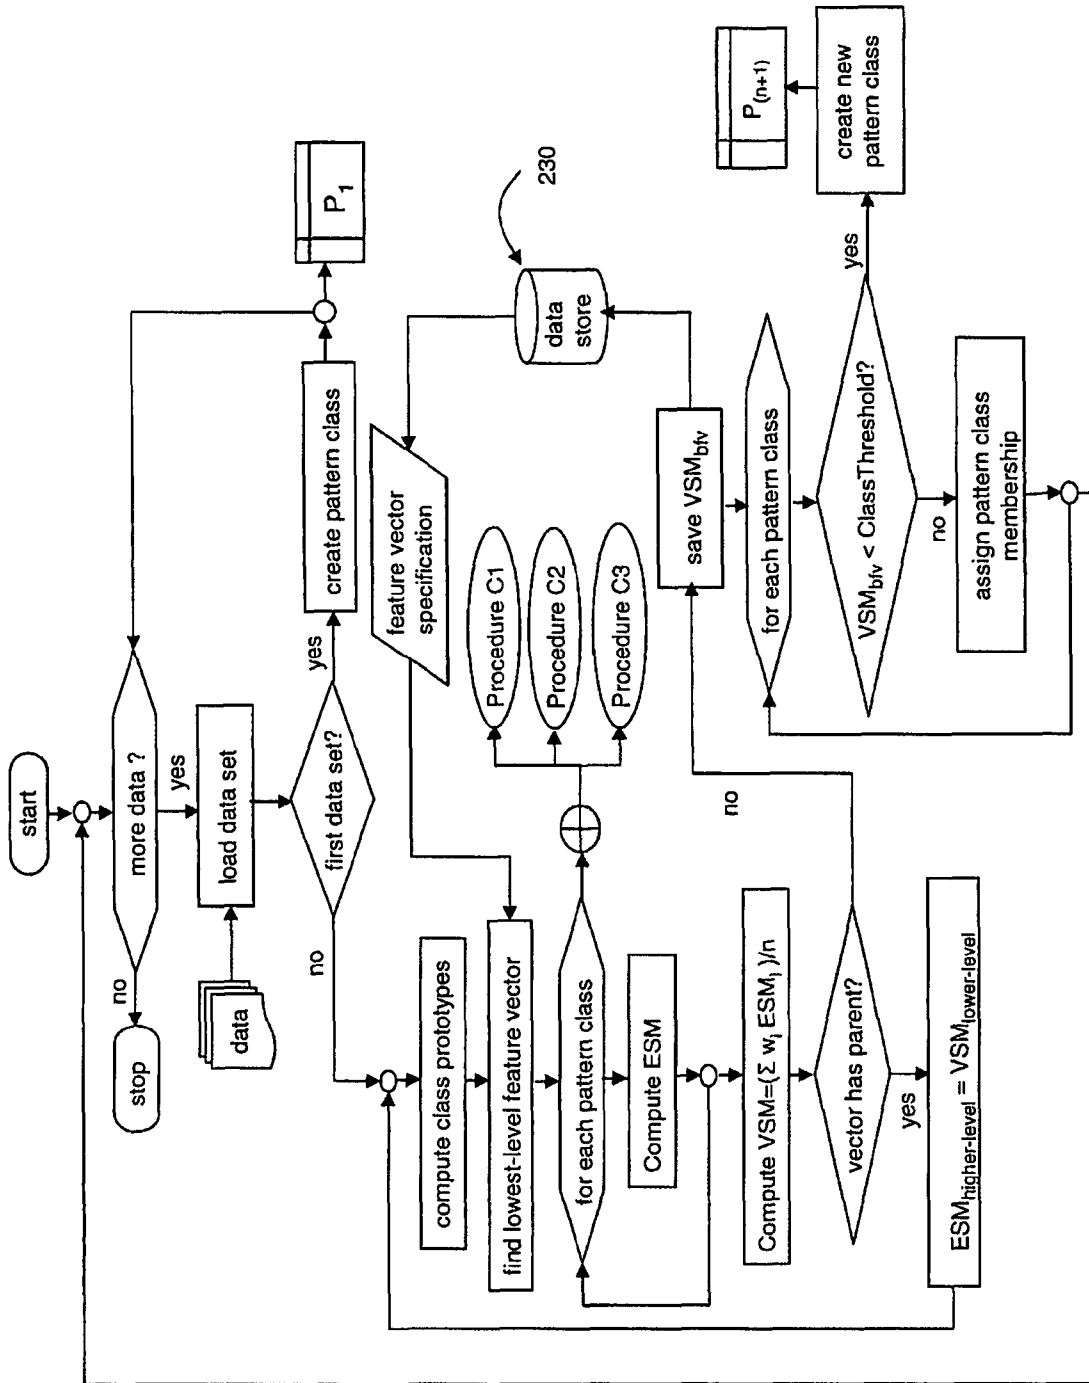 start
more data ?
no
stop
yes
load data set
data
first data set?
yes
create pattern class
P1
no
compute class prototypes
find lowest-level feature vector
feature vector
specification
data
store
230
for each pattern class
Procedure C1
Procedure C2
Procedure C3
Compute ESM
Compute VSM=(Σ wi ESMi )/n
vector has parent?
no
yes
ESMhigher-level = VSMlower-level
save VSMbfv
for each pattern class
VSMbfv < ClassThreshold?
yes
create new
pattern class
P(n+1)
no
assign pattern class
membership